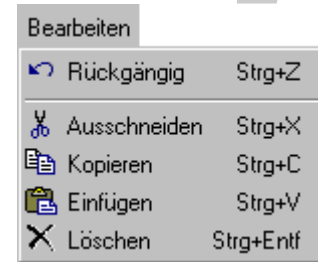 Bearbeiten
Rückgängig Strg+Z
Ausschneiden Strg+X
Kopieren Strg+C
Einfügen Strg+V
Löschen Strg+Entf